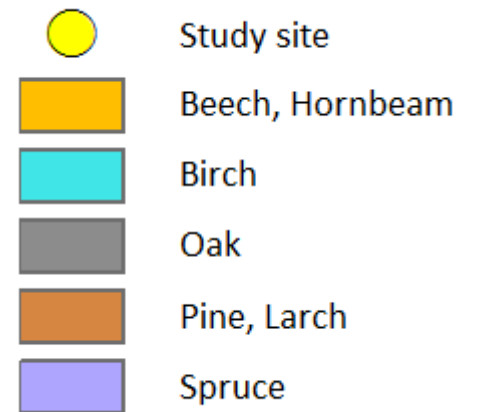 Study site
Beech, Hornbeam
Birch
Oak
Pine, Larch
Spruce